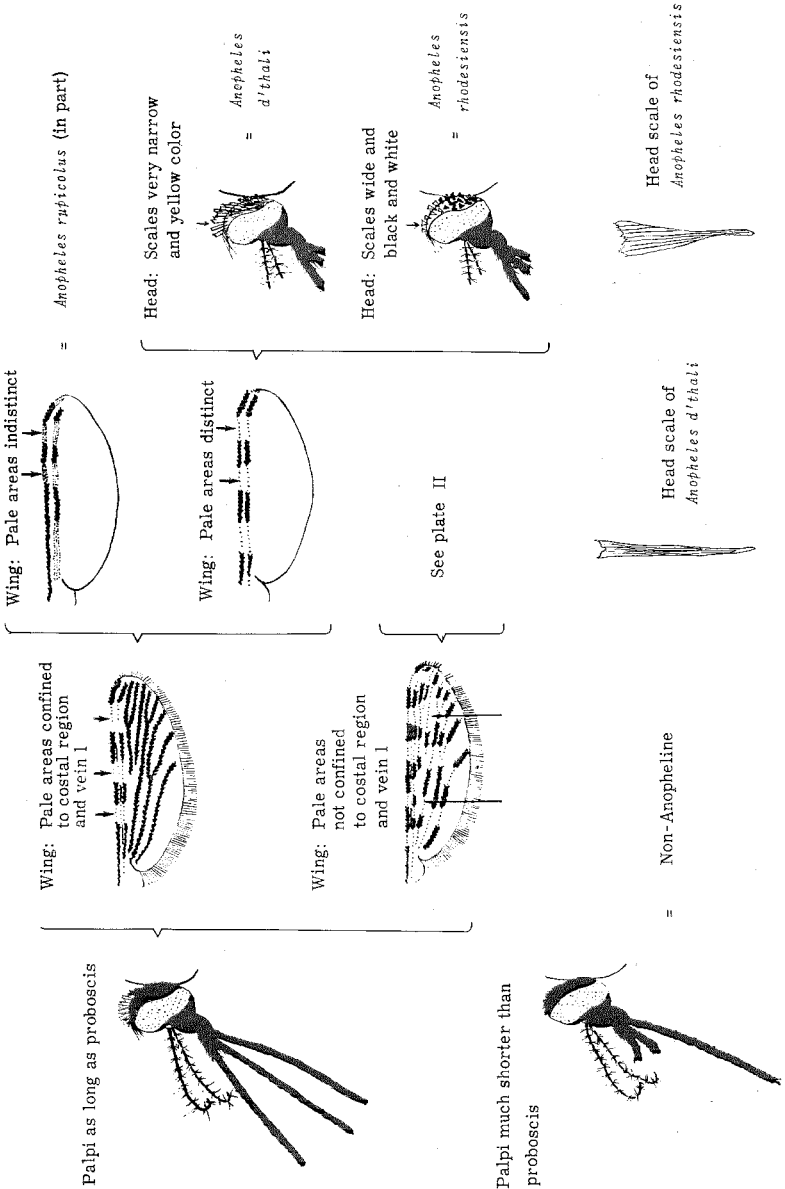 Palpi as long as proboscis
Palpi much shorter than
proboscis
= Non-Anopheline
Wing: Pale areas confined
to costal region
and vein 1
Wing: Pale areas
not confined
to costal region
and vein 1
Wing: Pale areas indistinct
= Anopheles rupicolus (in part)
Wing: Pale areas distinct
See plate II
Head: Scales very narrow
and yellow color
= Anopheles
d'thali
Head: Scales wide and
black and white
= Anopheles
rhodesiensis
Head scale of
Anopheles d'thali
Head scale of
Anopheles rhodesiensis